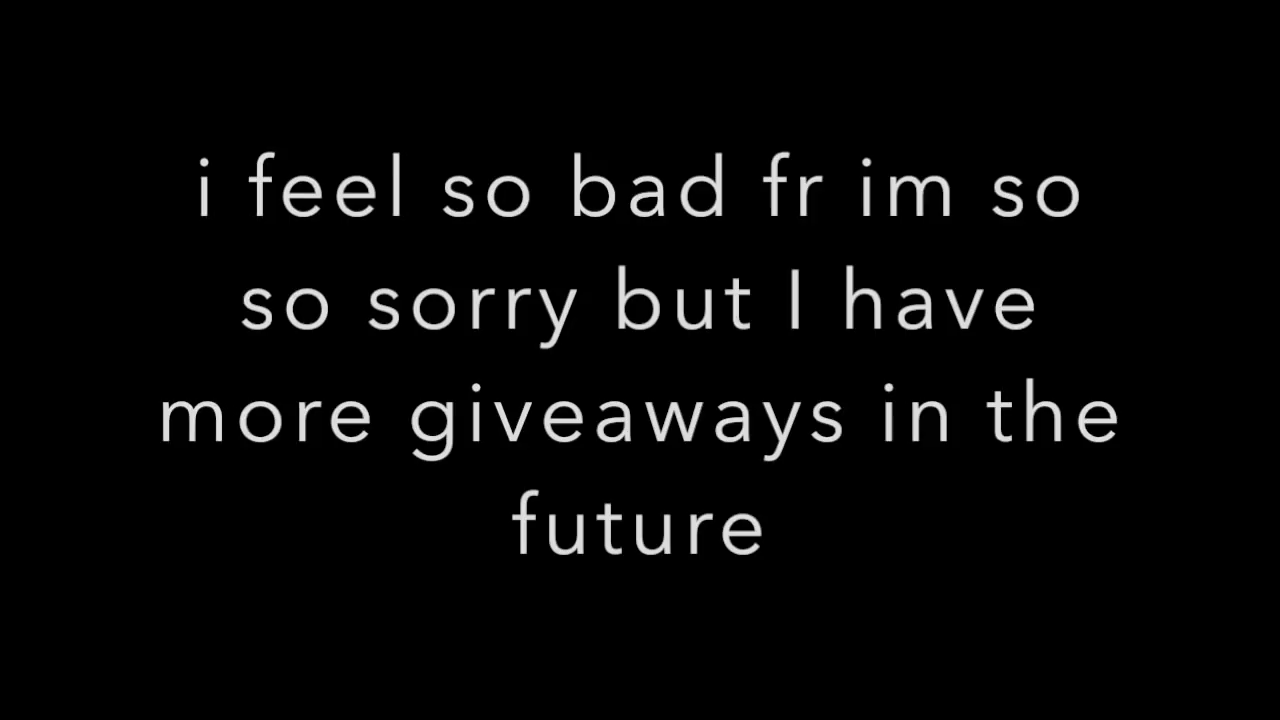 i feel so bad fr im so
so sorry but I have
more giveaways in the
future